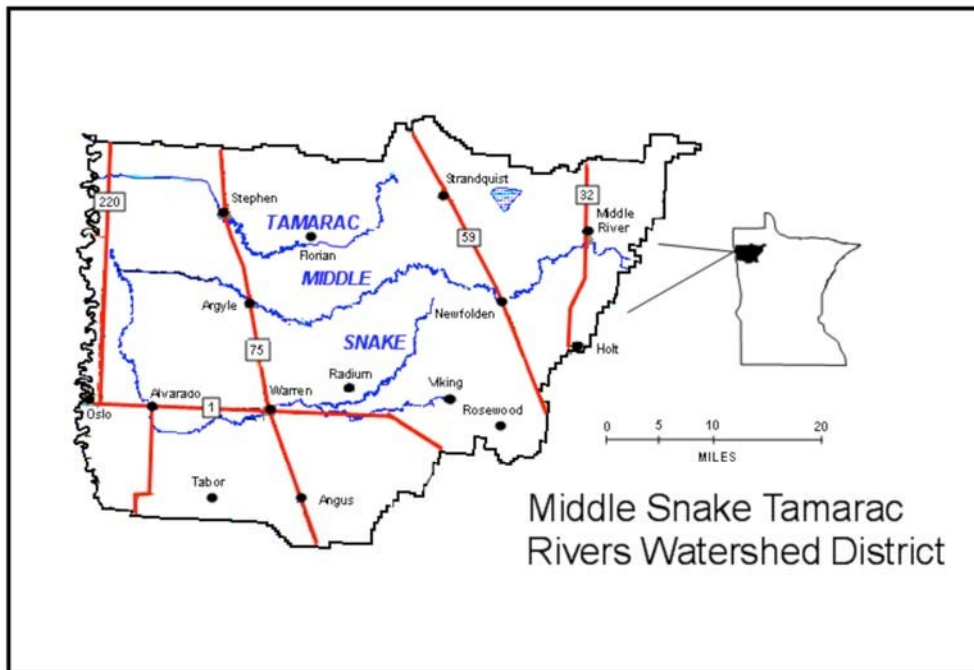 Strandquist
220
Stephen
32
TAMARAC
Middle
River
59
Florian
MIDDLE
Argyle
Newfolden
SNAKE
75
Holt
Radium
Viking
Alvarado
1
Warren
Oslo
Rosewood
0 5 10 20
MILES
Tabor
Angus
Middle Snake Tamarac
Rivers Watershed District